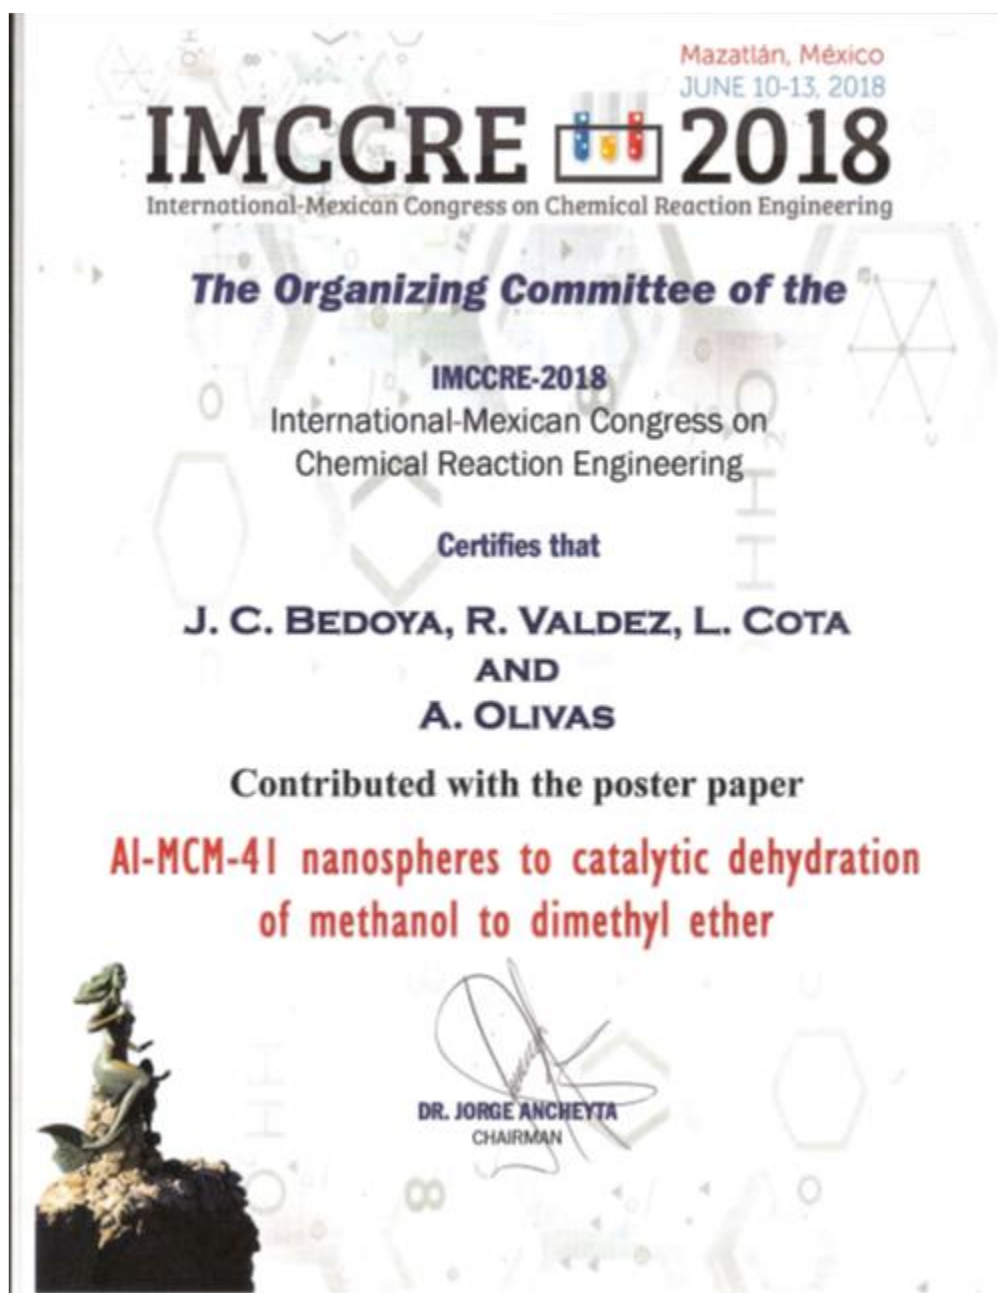 Mazatlán, México
JUNE 10-13, 2018
IMCCRE 2018
International-Mexican Congress on Chemical Reaction Engineering
The Organizing Committee of the
IMCCRE-2018
International-Mexican Congress on
Chemical Reaction Engineering
Certifies that
J. C. BEDOYA, R. VALDEZ, L. COTA
AND
A. OLIVAS
Contributed with the poster paper
Al-MCM-41 nanospheres to catalytic dehydration
of methanol to dimethyl ether
DR. JORGE ANCHEYTA
CHAIRMAN